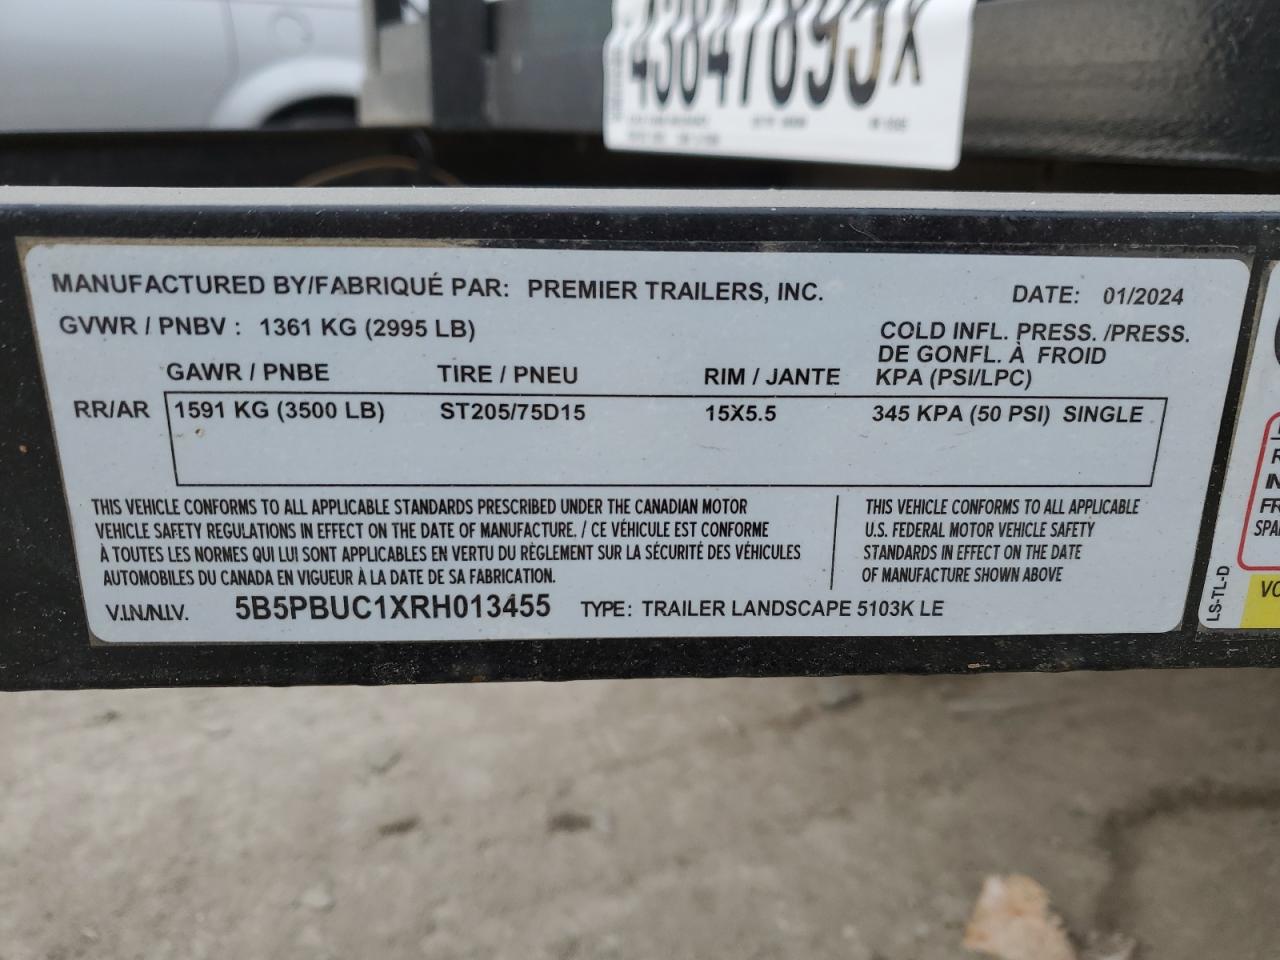 43847895X
MANUFACTURED BY/FABRIQUÉ PAR: PREMIER TRAILERS, INC. DATE: 01/2024
GVWR / PNBV : 1361 KG (2995 LB)
COLD INFL. PRESS. /PRESS.
DE GONFL. À FROID
GAWR / PNBE TIRE / PNEU RIM / JANTE KPA (PSI/LPC)
RR/AR 1591 KG (3500 LB) ST205/75D15 15X5.5 345 KPA (50 PSI) SINGLE
THIS VEHICLE CONFORMS TO ALL APPLICABLE STANDARDS PRESCRIBED UNDER THE CANADIAN MOTOR
VEHICLE SAFETY REGULATIONS IN EFFECT ON THE DATE OF MANUFACTURE. / CE VÉHICULE EST CONFORME
À TOUTES LES NORMES QUI LUI SONT APPLICABLES EN VERTU DU RÈGLEMENT SUR LA SÉCURITÉ DES VÉHICULES
AUTOMOBILES DU CANADA EN VIGUEUR À LA DATE DE SA FABRICATION.
THIS VEHICLE CONFORMS TO ALL APPLICABLE
U.S. FEDERAL MOTOR VEHICLE SAFETY
STANDARDS IN EFFECT ON THE DATE
OF MANUFACTURE SHOWN ABOVE
V.I.N./N.I.V. 5B5PBUC1XRH013455 TYPE: TRAILER LANDSCAPE 5103K LE
LS-TL-D